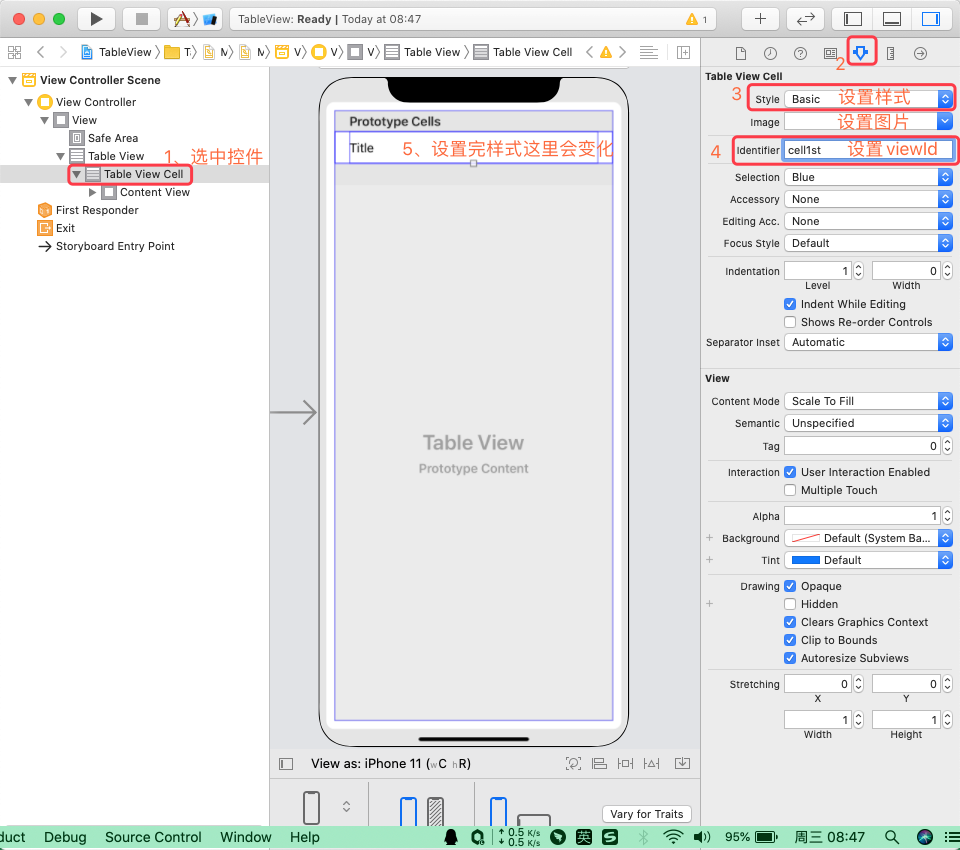 TableView: Ready | Today at 08:47
1
TableView
T
M
M
V
V
V
Table View
Table View Cell
2
View Controller Scene
View Controller
View
Safe Area
Table View
1、选中控件
Table View Cell
Content View
First Responder
Exit
Storyboard Entry Point
Prototype Cells
Title
5、设置完样式这里会变化
Table View
Prototype Content
Table View Cell
3
Style
Basic
设置样式
Image
设置图片
4
Identifier
cell1st
设置viewId
Selection
Blue
Accessory
None
Editing Acc.
None
Focus Style
Default
Indentation
1
0
Level
Width
Indent While Editing
Shows Re-order Controls
Separator Inset
Automatic
View
Content Mode
Scale To Fill
Semantic
Unspecified
Tag
0
Interaction
User Interaction Enabled
Multiple Touch
Alpha
1
Background
Default (System Ba...
Tint
Default
Drawing
Opaque
Hidden
Clears Graphics Context
Clip to Bounds
Autoresize Subviews
Stretching
0
0
X
Y
1
1
Width
Height
View as: iPhone 11 (wC hR)
Vary for Traits
duct
Debug
Source Control
Window
Help
0.5 K/s
0.5 K/s
英
95%
周三 08:47